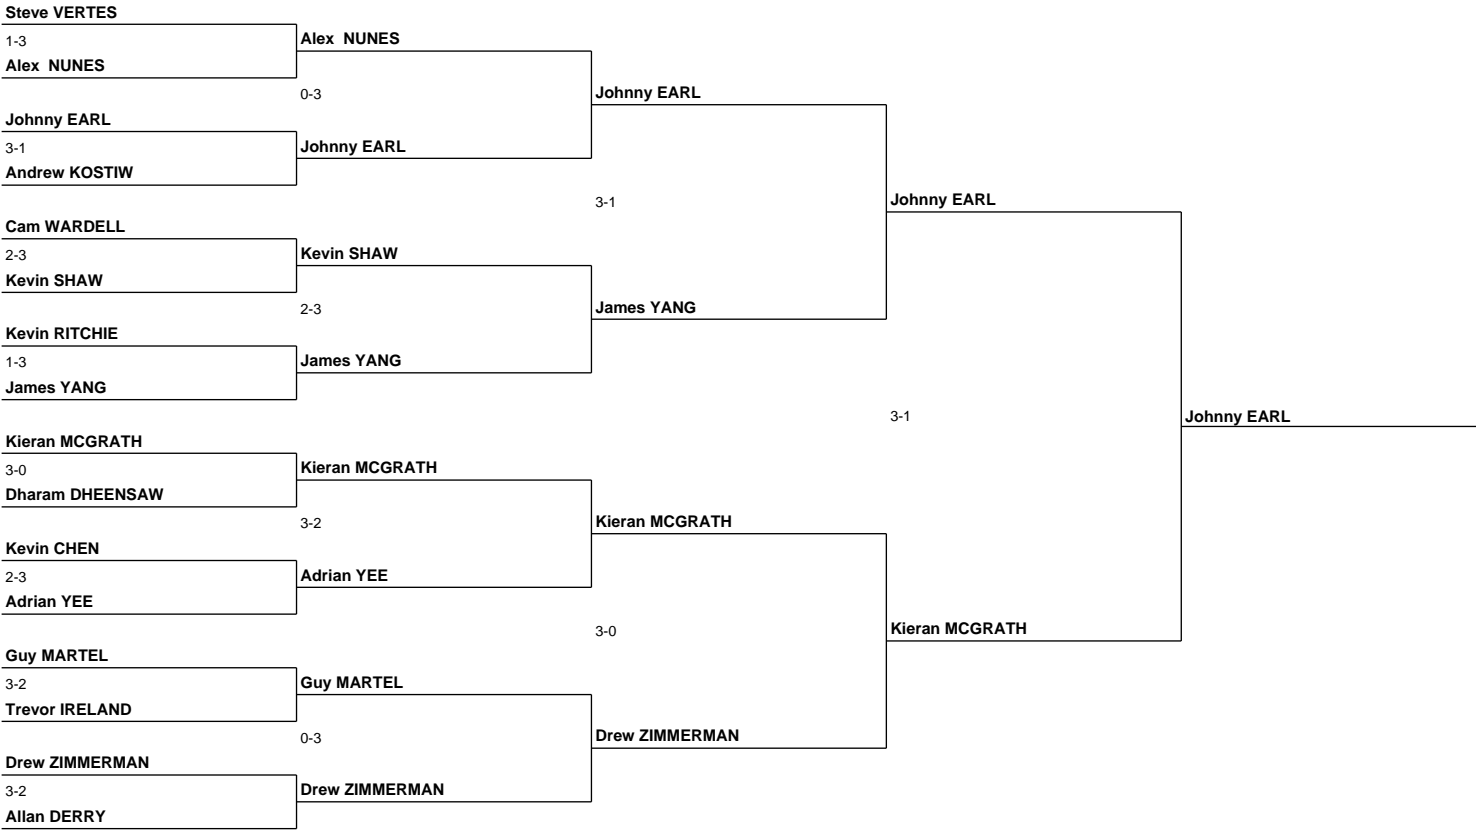 Steve VERTES
1-3
Alex  NUNES
Johnny EARL
3-1
Andrew KOSTIW
Cam WARDELL
2-3
Kevin SHAW
Kevin RITCHIE
1-3
James YANG
Kieran MCGRATH
3-0
Dharam DHEENSAW
Kevin CHEN
2-3
Adrian YEE
Guy MARTEL
3-2
Trevor IRELAND
Drew ZIMMERMAN
3-2
Allan DERRY
Alex  NUNES
0-3
Johnny EARL
Kevin SHAW
2-3
James YANG
Kieran MCGRATH
3-2
Adrian YEE
Guy MARTEL
0-3
Drew ZIMMERMAN
Johnny EARL
3-1
James YANG
Kieran MCGRATH
3-0
Drew ZIMMERMAN
Johnny EARL
3-1
Kieran MCGRATH
Johnny EARL